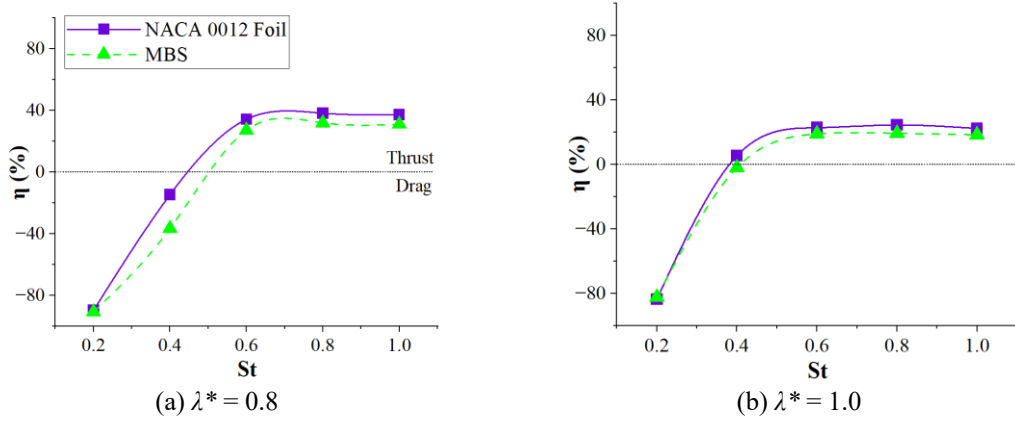 NACA 0012 Foil
MBS
80
40
0
−40
−80
η (%)
Thrust
Drag
0.2 0.4 0.6 0.8 1.0
St
(a) λ* = 0.8
80
40
0
−40
−80
η (%)
0.2 0.4 0.6 0.8 1.0
St
(b) λ* = 1.0